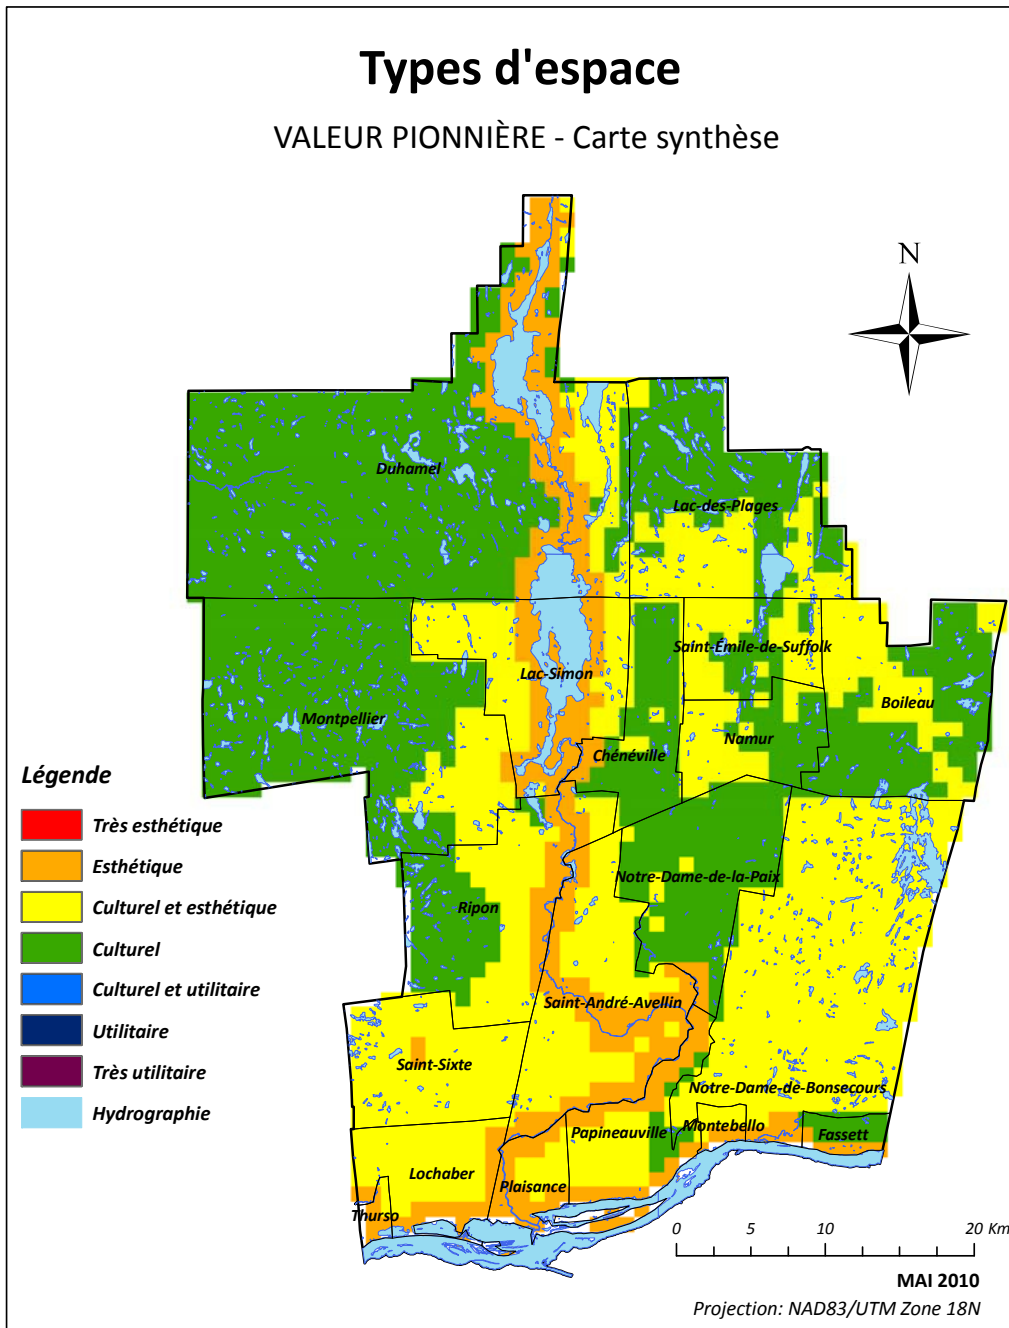 Types d'espace
VALEUR PIONNIÈRE - Carte synthèse
N
Duhamel
Lac-des-Plages
Saint-Émile-de-Suffolk
Lac-Simon
Boileau
Montpellier
Namur
Chénéville
Légende
Très esthétique
Esthétique
Culturel et esthétique
Culturel
Culturel et utilitaire
Utilitaire
Très utilitaire
Hydrographie
Notre-Dame-de-la-Paix
Ripon
Saint-André-Avellin
Saint-Sixte
Notre-Dame-de-Bonsecours
Papineauville
Montebello
Fassett
Lochaber
Plaisance
Thurso
0 5 10 20 Km
MAI 2010
Projection: NAD83/UTM Zone 18N